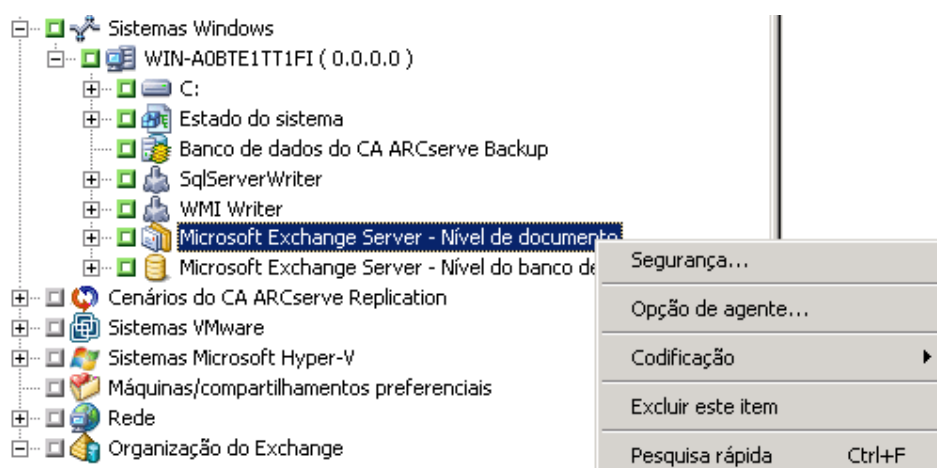 Sistemas Windows
WIN-A0BTE1TT1FI ( 0.0.0.0 )
C:
Estado do sistema
Banco de dados do CA ARCserve Backup
SqlServerWriter
WMI Writer
Microsoft Exchange Server - Nível de documento
Microsoft Exchange Server - Nível do banco de
Cenários do CA ARCserve Replication
Sistemas VMware
Sistemas Microsoft Hyper-V
Máquinas/compartilhamentos preferenciais
Rede
Organização do Exchange
Segurança...
Opção de agente...
Codificação
Excluir este item
Pesquisa rápida Ctrl+F